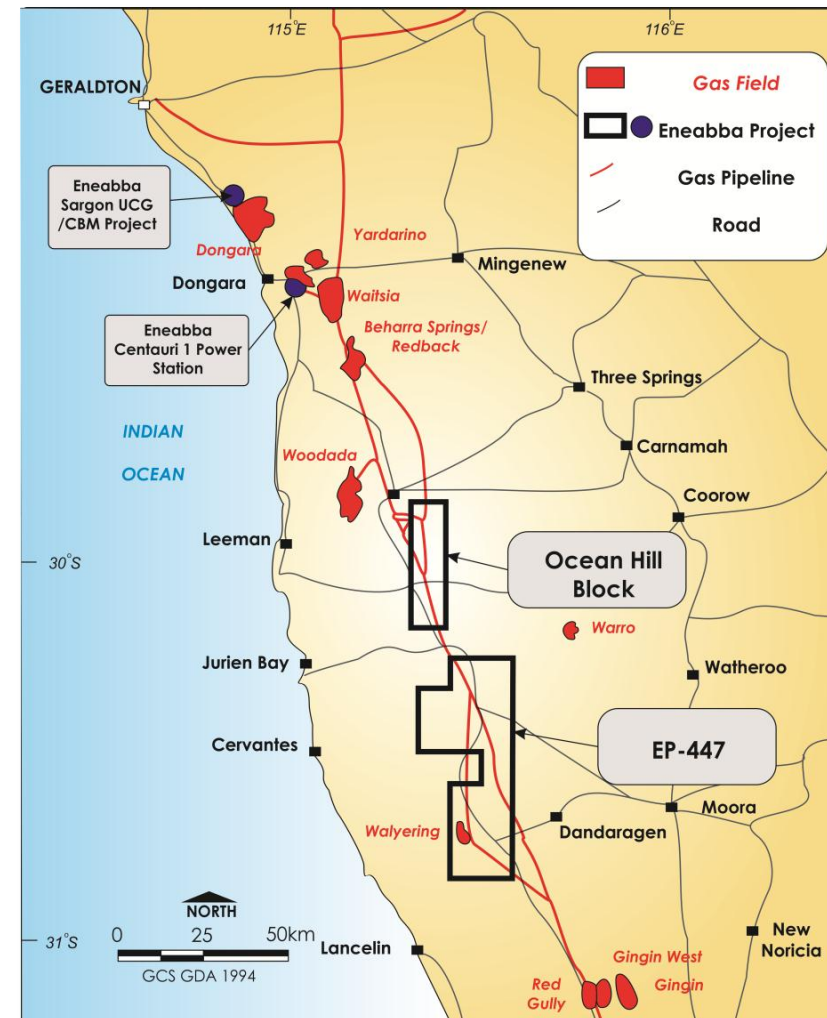 115°E
116°E
GERALDTON
Gas Field
Eneabba Project
Gas Pipeline
Road
Eneabba
Sargon UCG
/CBM Project
Dongara
Yardarino
Mingenew
Dongara
Waitsia
Eneabba
Centauri 1 Power
Station
Beharra Springs/
Redback
Three Springs
INDIAN
OCEAN
Woodada
Carnamah
Coorow
Leeman
30°S
Ocean Hill
Block
Warro
Jurien Bay
Watheroo
Cervantes
EP-447
Moora
Walyering
Dandaragen
NORTH
0 25 50km
GCS GDA 1994
31°S
Lancelin
New
Noricia
Gingin West
Red
Gully
Gingin